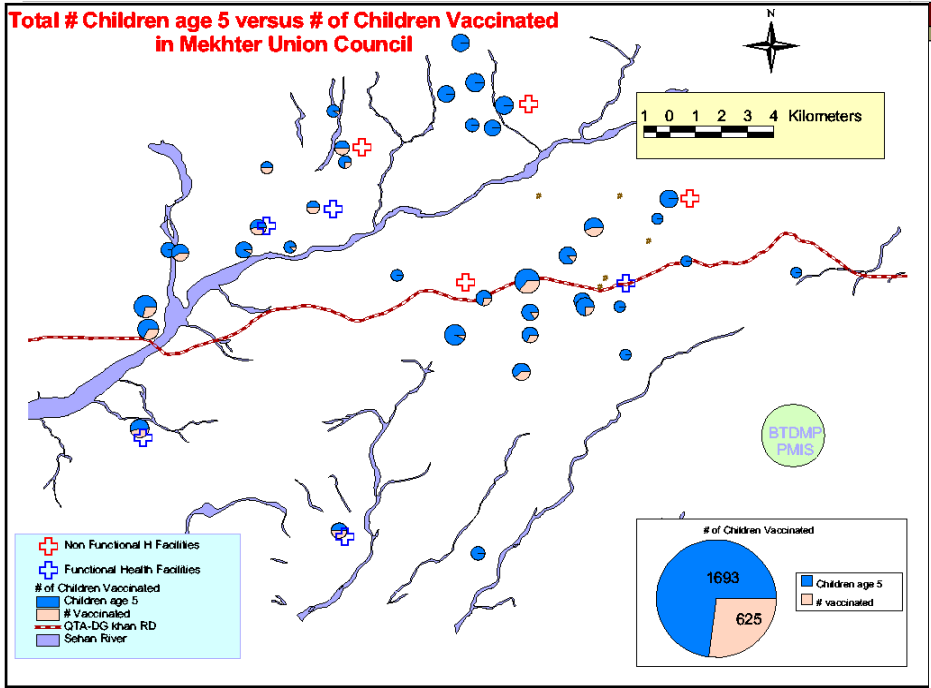 Total # Children age 5 versus # of Children Vaccinated
in Mekhter Union Council
N
1 0 1 2 3 4 Kilometers
#
#
#
#
#
#
BTDMP
PMIS
Non Functional H Facilities
Functional Health Facilities
# of Children Vaccinated
Children age 5
# Vaccinated
QTA-DG khan RD
Sehan River
# of Children Vaccinated
1693
625
Children age 5
# vaccinated